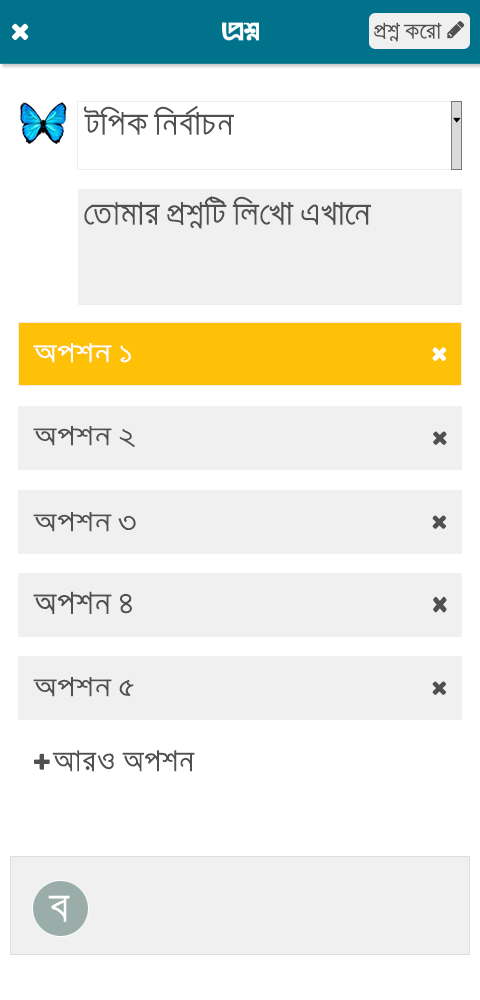 প্রশ্ন
প্রশ্ন করো
টপিক নির্বাচন
তোমার প্রশ্নটি লিখো এখানে
অপশন ১
অপশন ২
অপশন ৩
অপশন ৪
অপশন ৫
আরও অপশন
ব